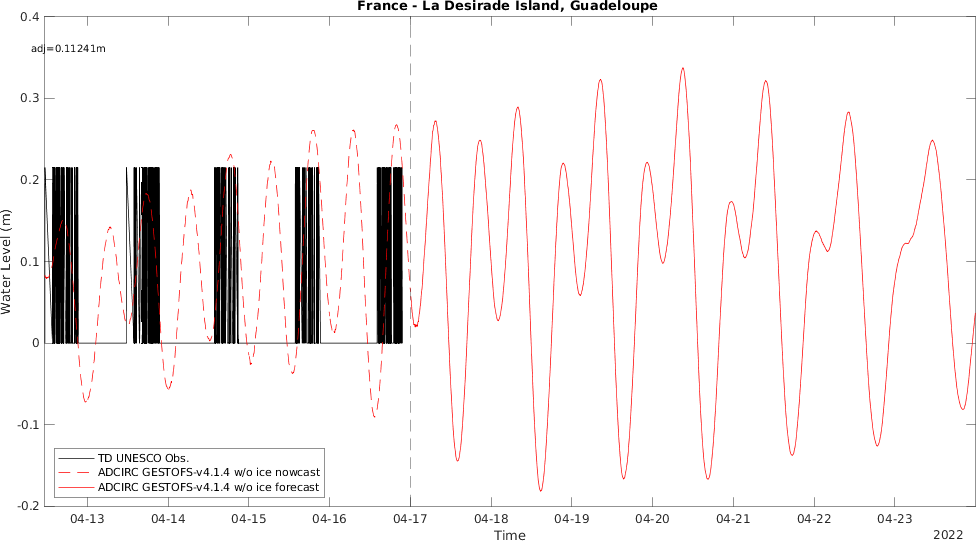 France - La Desirade Island, Guadeloupe
0.4
adj=0.11241m
0.3
0.2
0.1
0
-0.1
-0.2
Water Level (m)
TD UNESCO Obs.
ADCIRC GESTOFS-v4.1.4 w/o ice nowcast
ADCIRC GESTOFS-v4.1.4 w/o ice forecast
04-13 04-14 04-15 04-16 04-17 04-18 04-19 04-20 04-21 04-22 04-23
Time
2022